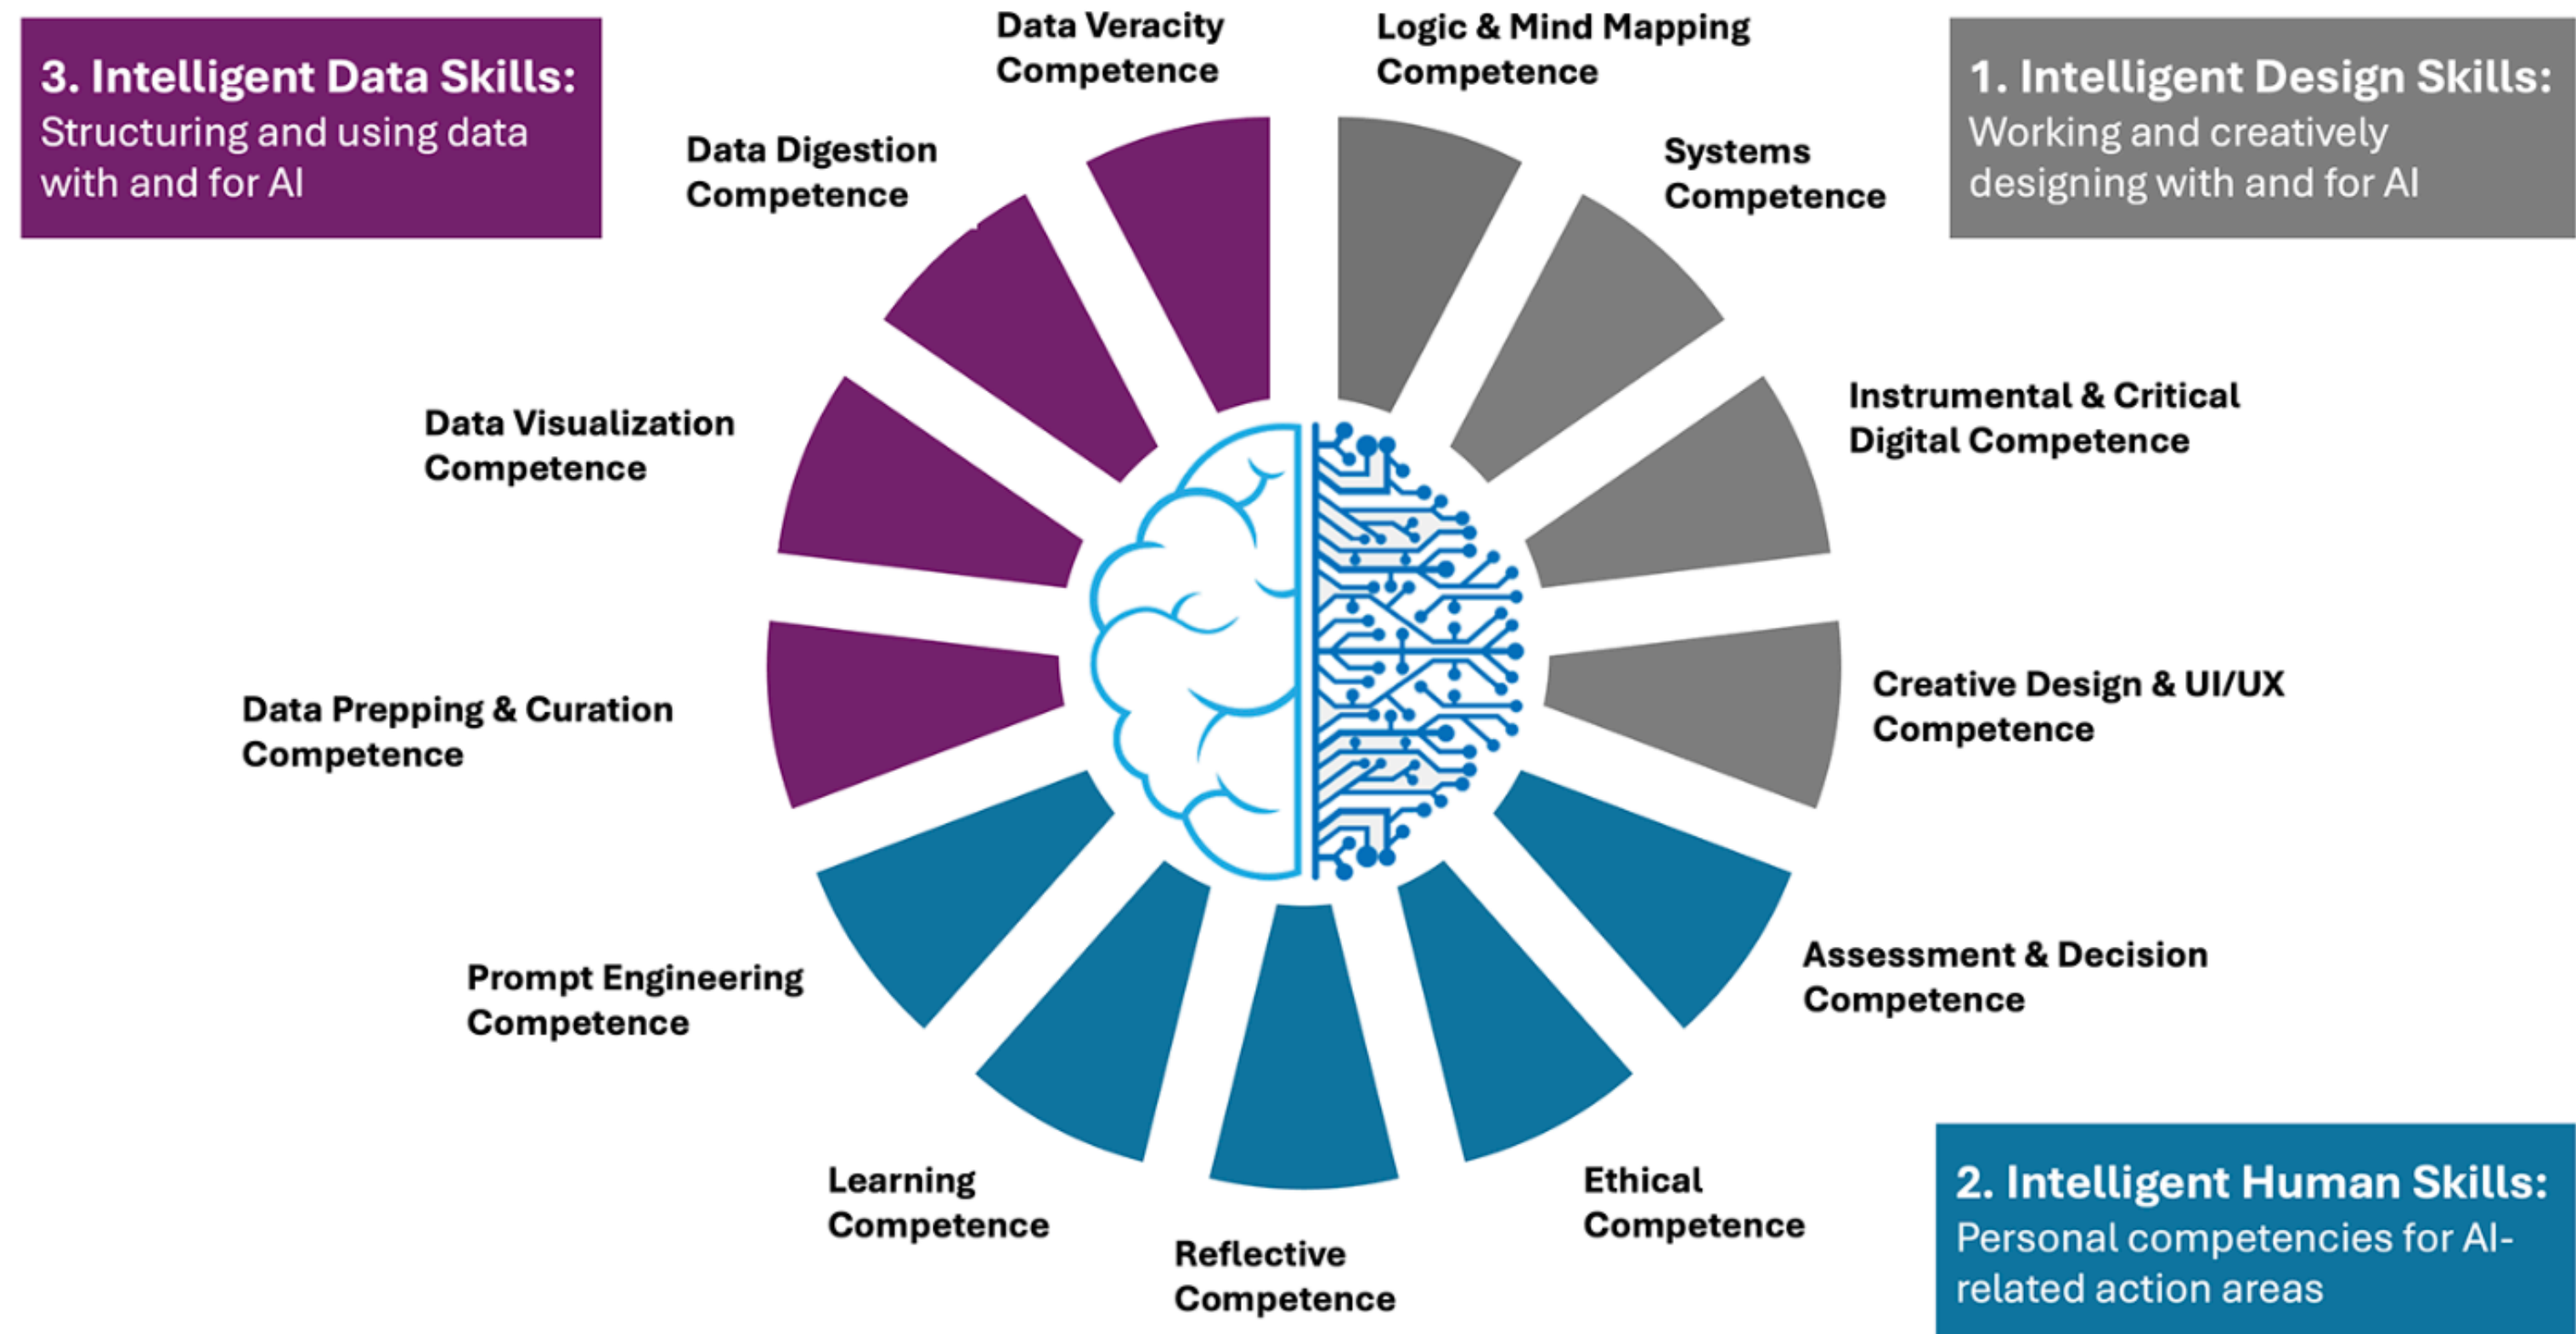 3. Intelligent Data Skills:
Structuring and using data
with and for AI
Data Veracity
Competence
Logic & Mind Mapping
Competence
1. Intelligent Design Skills:
Working and creatively
designing with and for AI
Data Digestion
Competence
Systems
Competence
Data Visualization
Competence
Instrumental & Critical
Digital Competence
Data Prepping & Curation
Competence
Creative Design & UI/UX
Competence
Prompt Engineering
Competence
Assessment & Decision
Competence
Learning
Competence
Reflective
Competence
Ethical
Competence
2. Intelligent Human Skills:
Personal competencies for AI-
related action areas